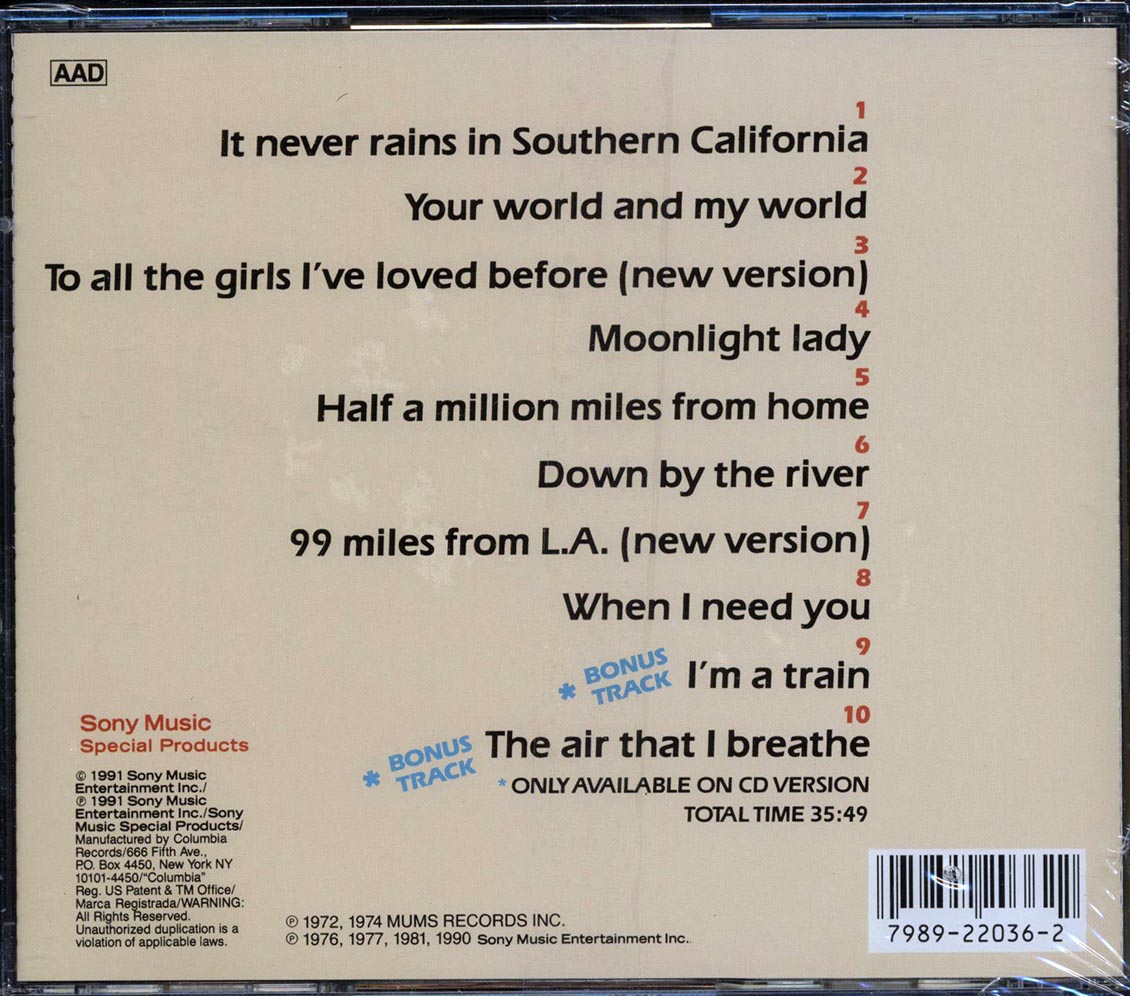 AAD
1
It never rains in Southern California
2
Your world and my world
3
To all the girls I've loved before (new version)
4
Moonlight lady
5
Half a million miles from home
6
Down by the river
7
99 miles from L.A. (new version)
8
When I need you
9
* BONUS TRACK I'm a train
10
* BONUS TRACK The air that I breathe
* ONLY AVAILABLE ON CD VERSION
TOTAL TIME 35:49
Sony Music
Special Products
© 1991 Sony Music
Entertainment Inc./
℗ 1991 Sony Music
Entertainment Inc./Sony
Music Special Products/
Manufactured by Columbia
Records/666 Fifth Ave.,
P.O. Box 4450, New York NY
10101-4450/"Columbia"
Reg. US Patent & TM Office/
Marca Registrada/WARNING:
All Rights Reserved.
Unauthorized duplication is a
violation of applicable laws.
℗ 1972, 1974 MUMS RECORDS INC.
℗ 1976, 1977, 1981, 1990 Sony Music Entertainment Inc.
7989-22036-2